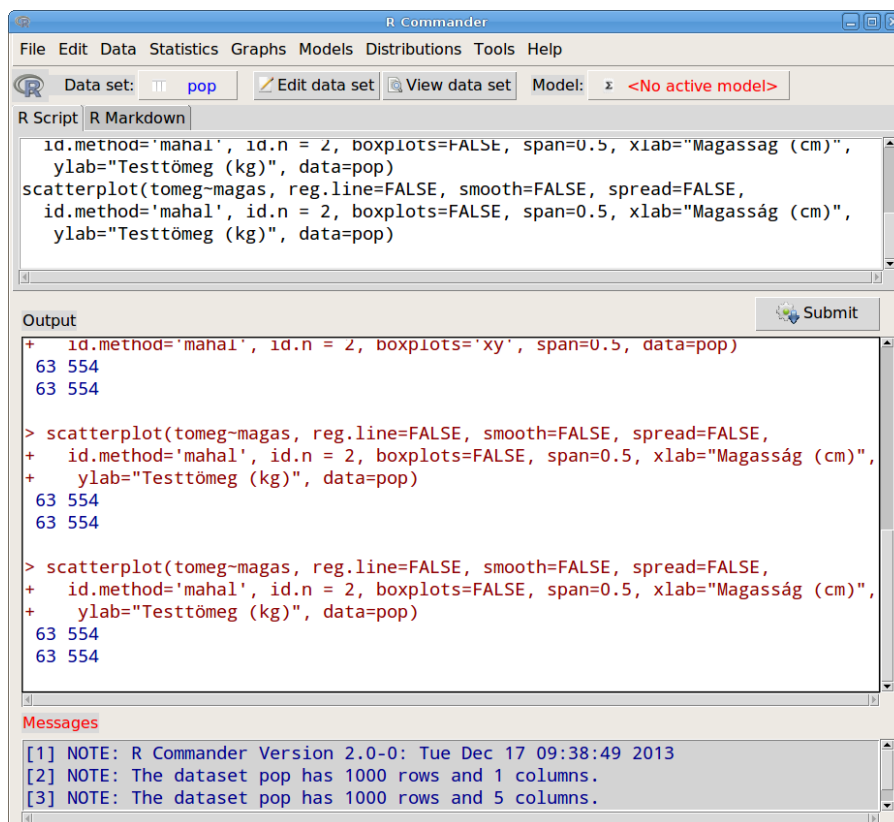 R Commander
File Edit Data Statistics Graphs Models Distributions Tools Help
R Data set: pop Edit data set View data set Model: Σ <No active model>
R Script R Markdown
id.method='mahal', id.n = 2, boxplots=FALSE, span=0.5, xlab="Magasság (cm)",
ylab="Testtömeg (kg)", data=pop)
scatterplot(tomeg~magas, reg.line=FALSE, smooth=FALSE, spread=FALSE,
id.method='mahal', id.n = 2, boxplots=FALSE, span=0.5, xlab="Magasság (cm)",
ylab="Testtömeg (kg)", data=pop)
Submit
Output
+ id.method='mahal', id.n = 2, boxplots='xy', span=0.5, data=pop)
63 554
63 554
> scatterplot(tomeg~magas, reg.line=FALSE, smooth=FALSE, spread=FALSE,
+ id.method='mahal', id.n = 2, boxplots=FALSE, span=0.5, xlab="Magasság (cm)",
+ ylab="Testtömeg (kg)", data=pop)
63 554
63 554
> scatterplot(tomeg~magas, reg.line=FALSE, smooth=FALSE, spread=FALSE,
+ id.method='mahal', id.n = 2, boxplots=FALSE, span=0.5, xlab="Magasság (cm)",
+ ylab="Testtömeg (kg)", data=pop)
63 554
63 554
Messages
[1] NOTE: R Commander Version 2.0-0: Tue Dec 17 09:38:49 2013
[2] NOTE: The dataset pop has 1000 rows and 1 columns.
[3] NOTE: The dataset pop has 1000 rows and 5 columns.